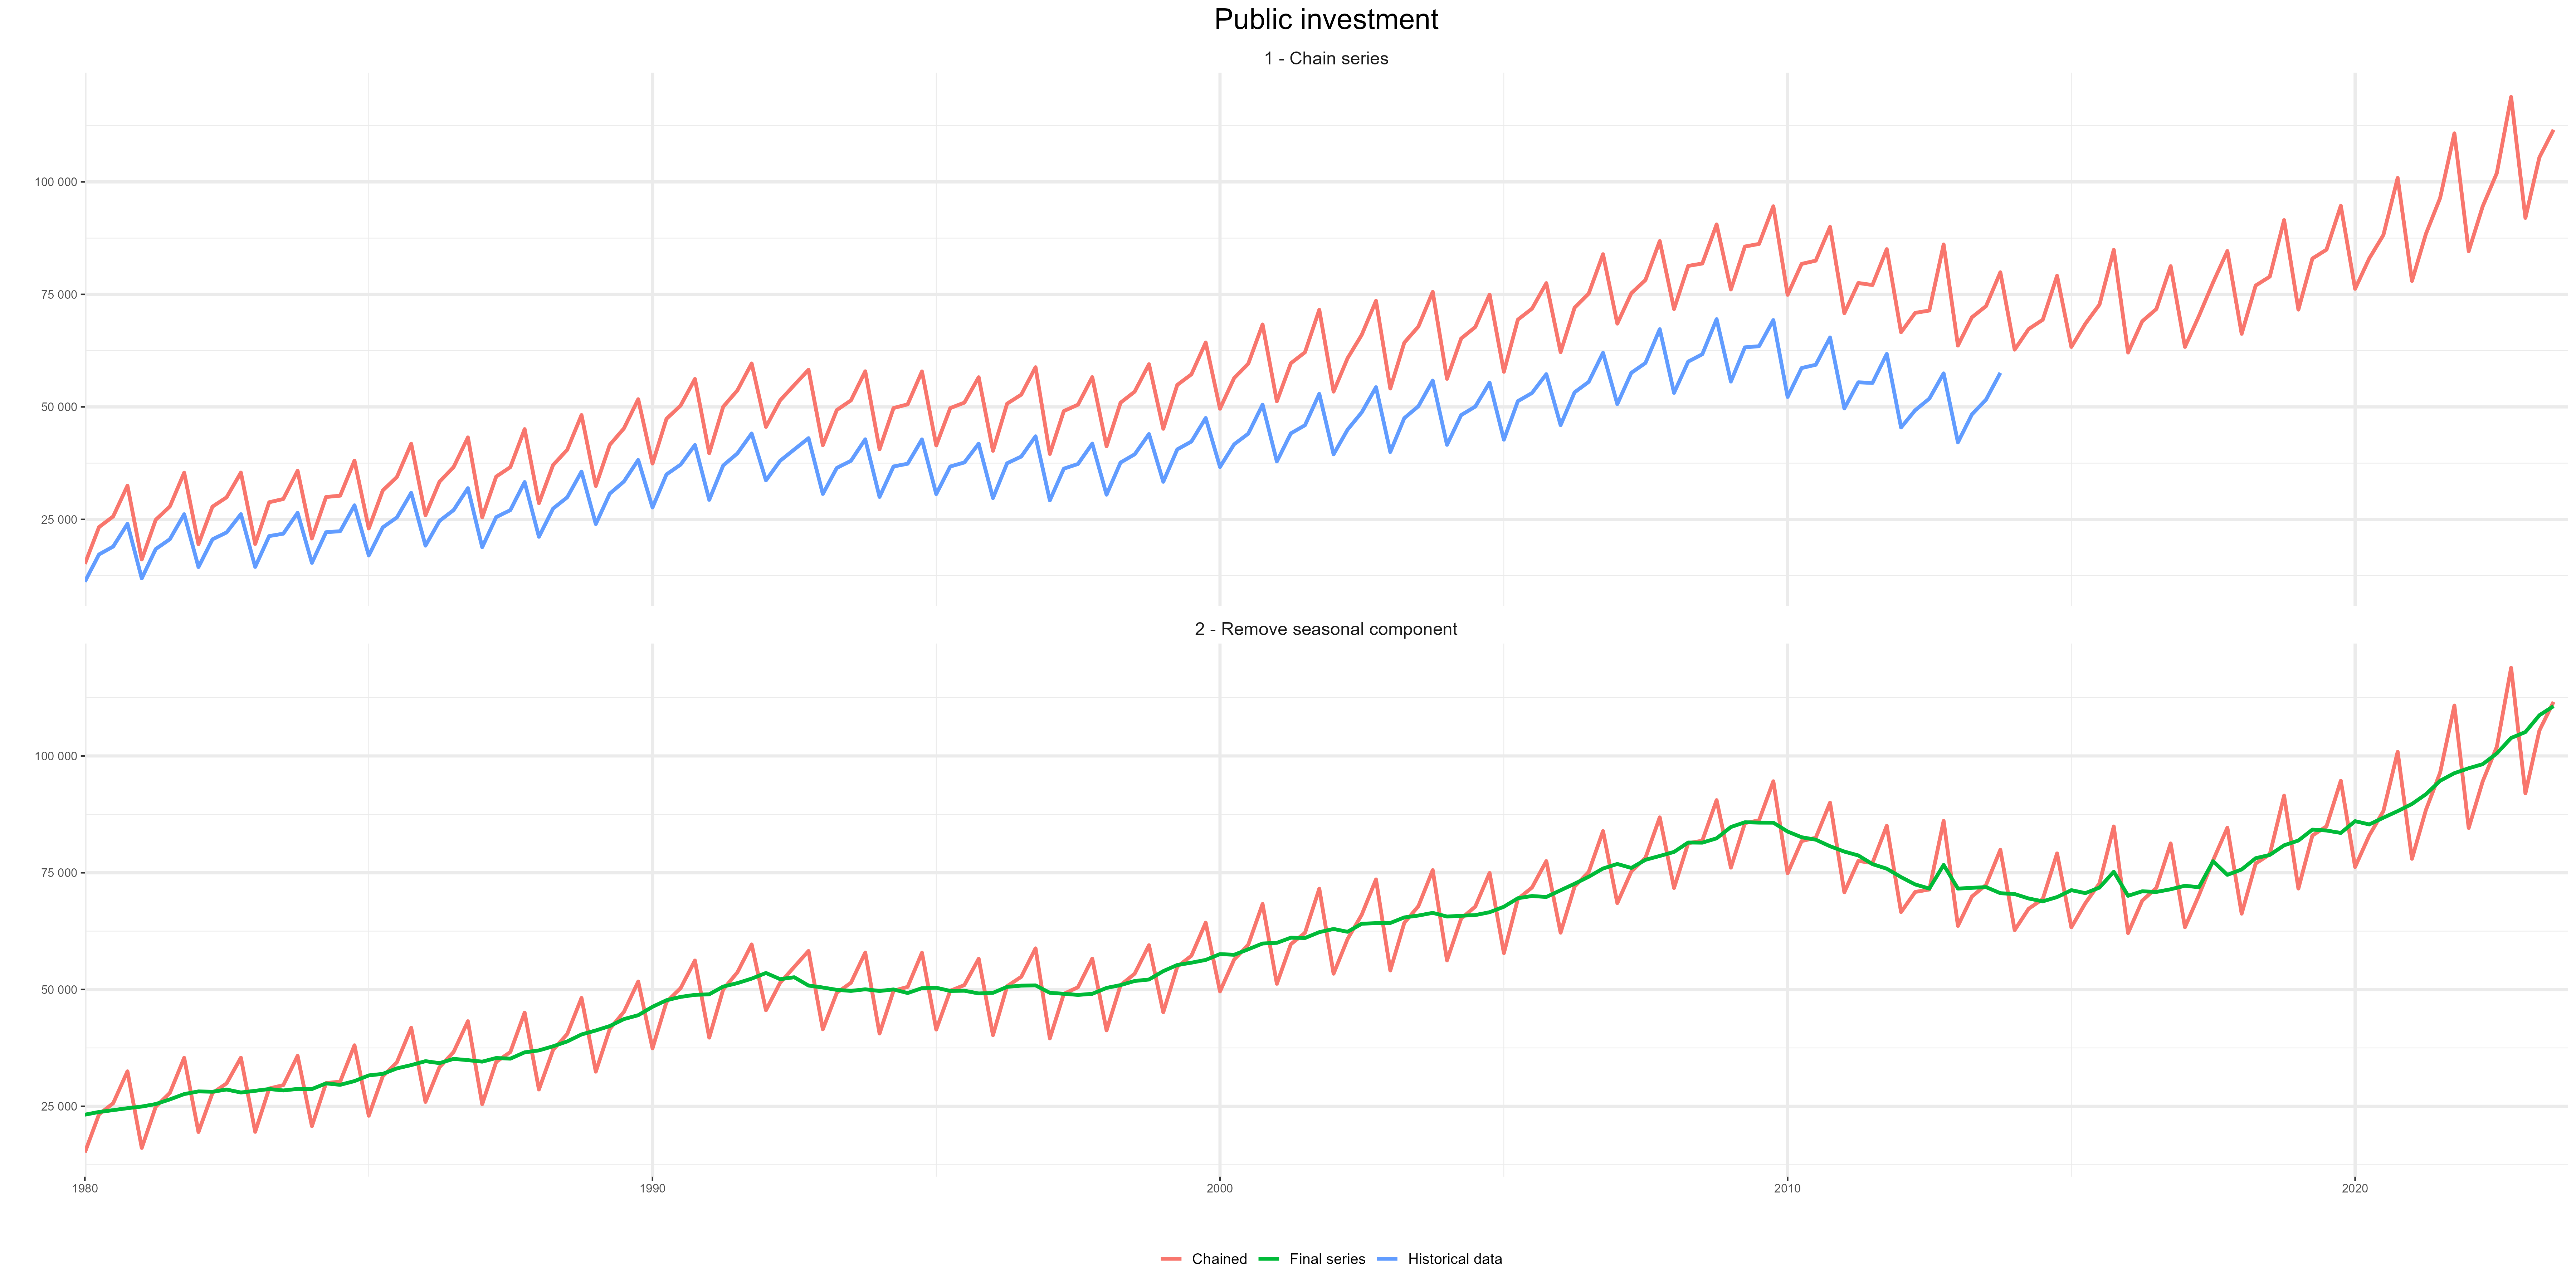 Public investment
1 - Chain series
100 000
75 000
50 000
25 000
2 - Remove seasonal component
100 000
75 000
50 000
25 000
1980 1990 2000 2010 2020
Chained Final series Historical data